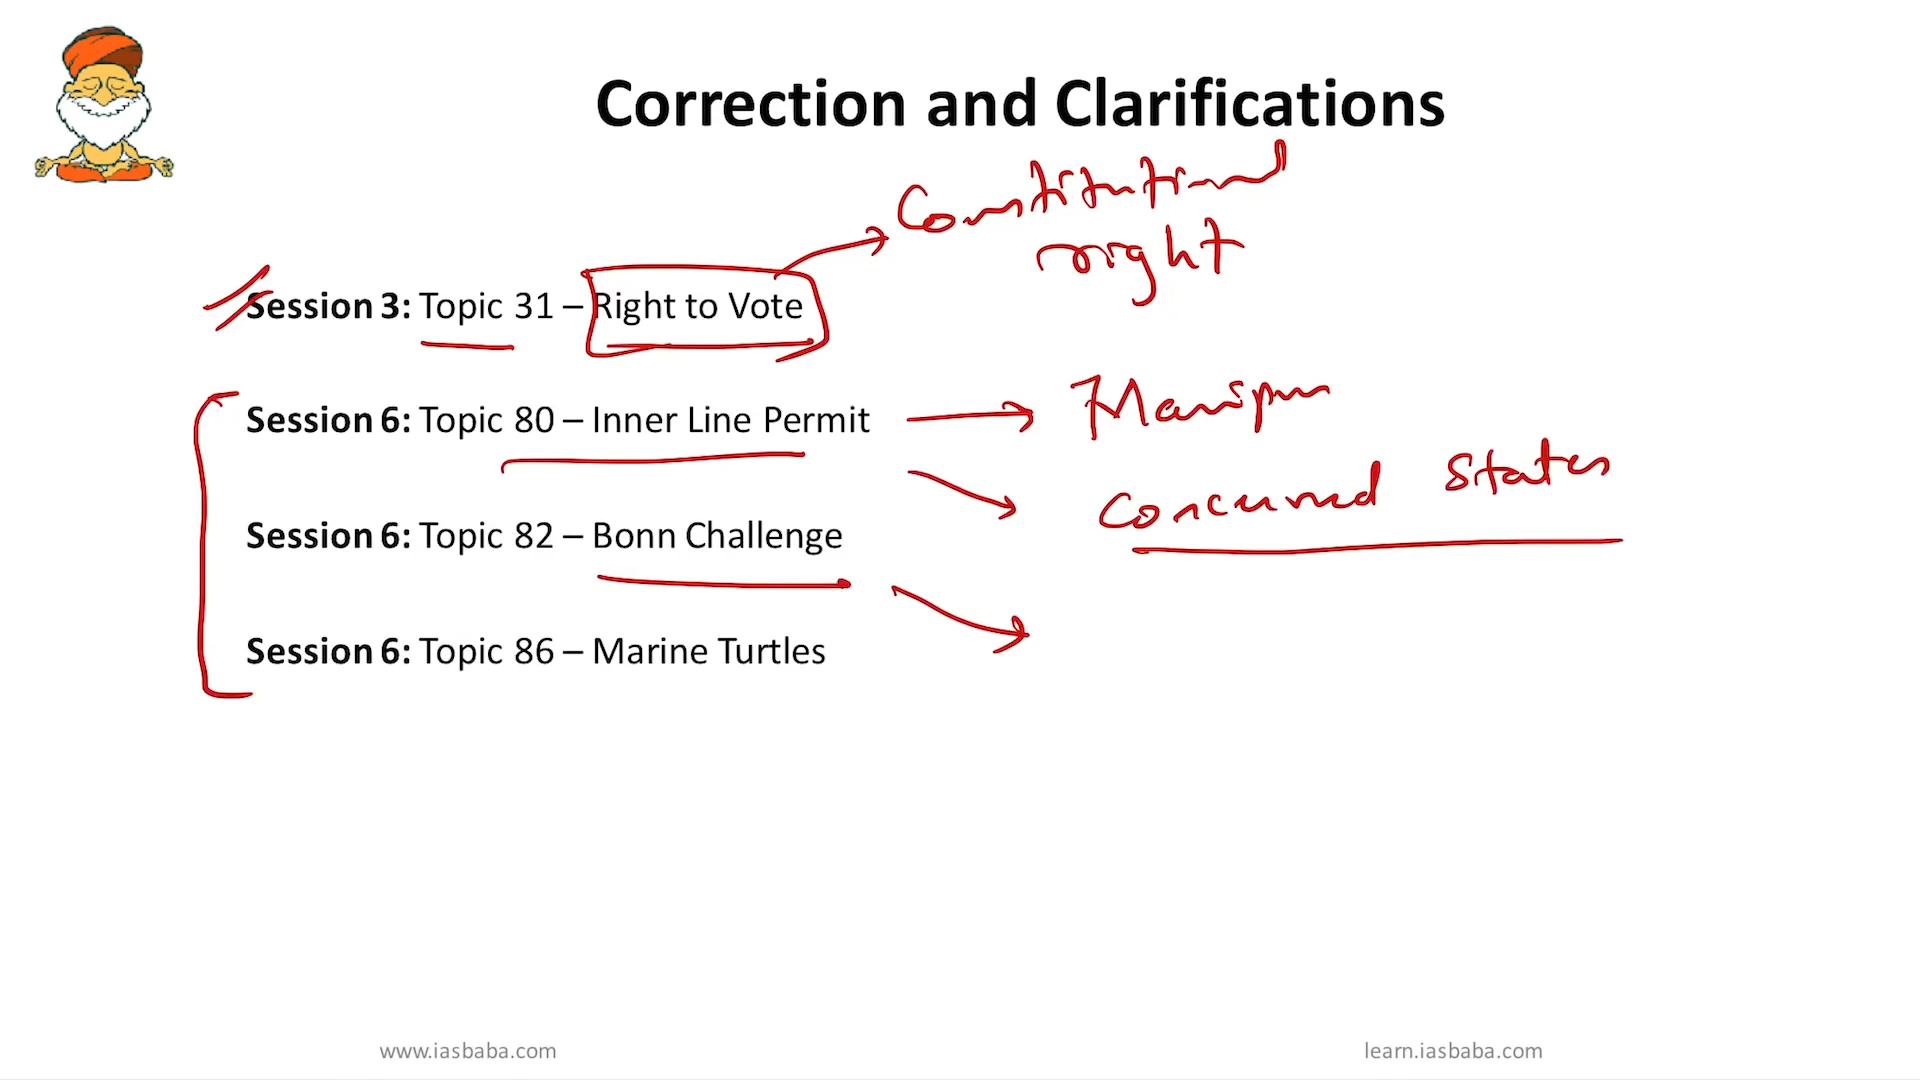 Correction and Clarifications
Constitutional
right
Session 3: Topic 31 – Right to Vote
Session 6: Topic 80 – Inner Line Permit
Manipur
Concerned States
Session 6: Topic 82 – Bonn Challenge
Session 6: Topic 86 – Marine Turtles
www.iasbaba.com
learn.iasbaba.com